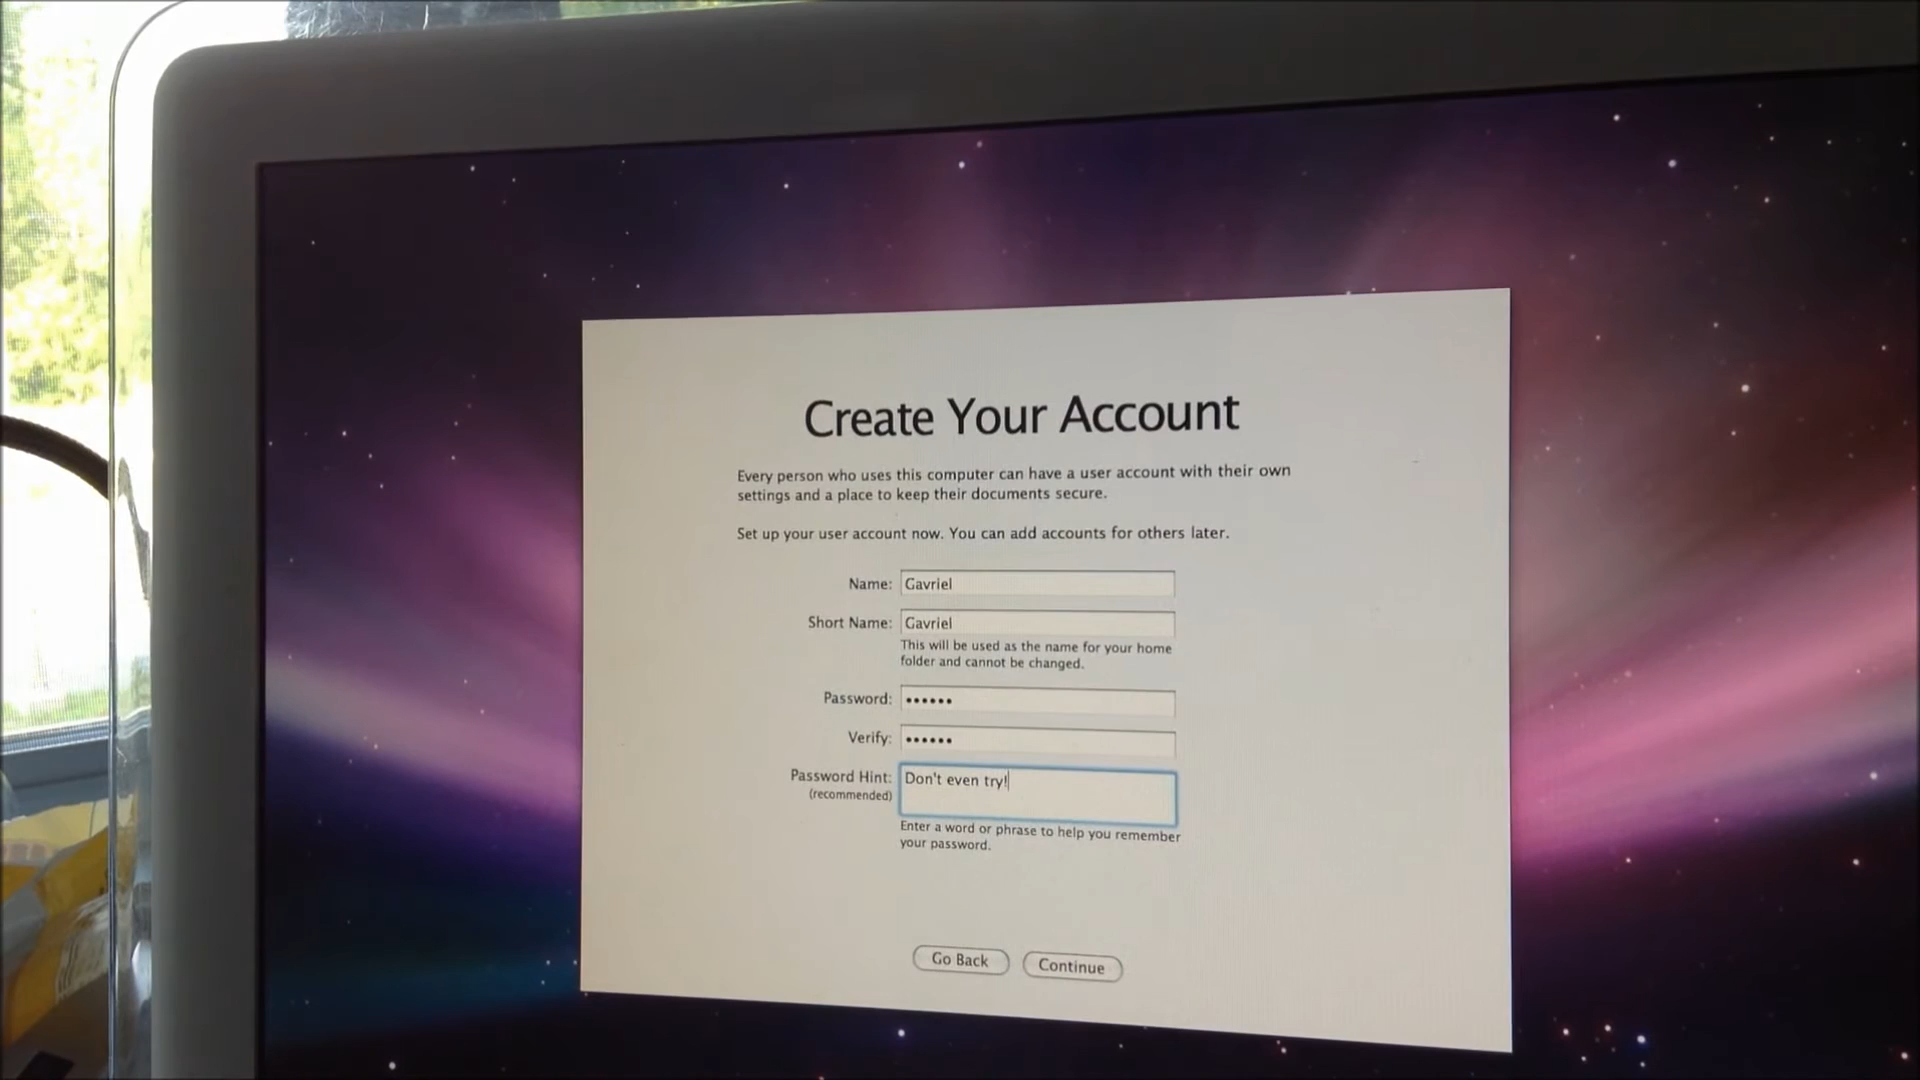 Create Your Account
Every person who uses this computer can have a user account with their own
settings and a place to keep their documents secure.
Set up your user account now. You can add accounts for others later.
Name: Gavriel
Short Name: Gavriel
This will be used as the name for your home
folder and cannot be changed.
Password: ••••••
Verify: ••••••
Password Hint: Don't even try!
(recommended)
Enter a word or phrase to help you remember
your password.
Go Back Continue